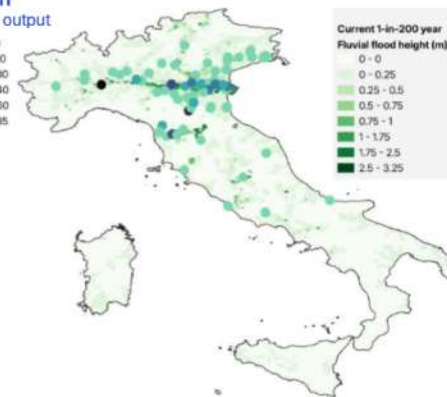 output
Current 1-in-200 year
Fluvial flood height (m)
0 - 0
0 - 0.25
0.25 - 0.5
0.5 - 0.75
0.75 - 1
1 - 1.75
1.75 - 2.5
2.5 - 3.25